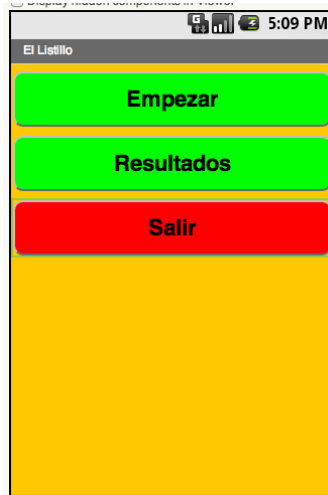 Display hidden components in Viewer
5:09 PM
El Listillo
Empezar
Resultados
Salir